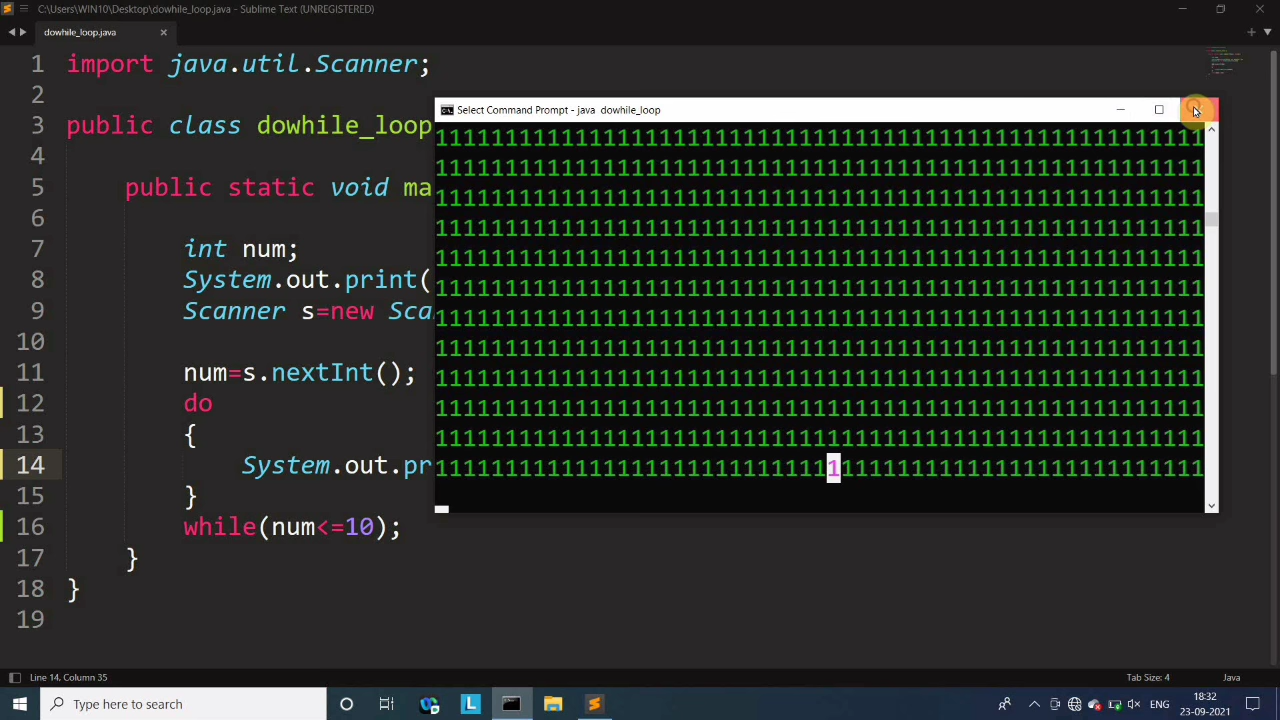 C:\Users\WIN10\Desktop\dowhile_loop.java - Sublime Text (UNREGISTERED)
dowhile_loop.java
1 import java.util.Scanner;
2
3 public class dowhile_loop
4
5 public static void ma
6
7 int num;
8 System.out.print(
9 Scanner s=new Sca
10
11 num=s.nextInt();
12 do
13 {
14 System.out.pr
15 }
16 while(num<=10);
17 }
18 }
19
Select Command Prompt - java dowhile_loop
1111111111111111111111111111111111111111111111111111111
1111111111111111111111111111111111111111111111111111111
1111111111111111111111111111111111111111111111111111111
1111111111111111111111111111111111111111111111111111111
1111111111111111111111111111111111111111111111111111111
1111111111111111111111111111111111111111111111111111111
1111111111111111111111111111111111111111111111111111111
1111111111111111111111111111111111111111111111111111111
1111111111111111111111111111111111111111111111111111111
1111111111111111111111111111111111111111111111111111111
1111111111111111111111111111111111111111111111111111111
1111111111111111111111111111111111111111111111111111111
Line 14, Column 35
Tab Size: 4
Java
Type here to search
L
ENG
18:32
23-09-2021